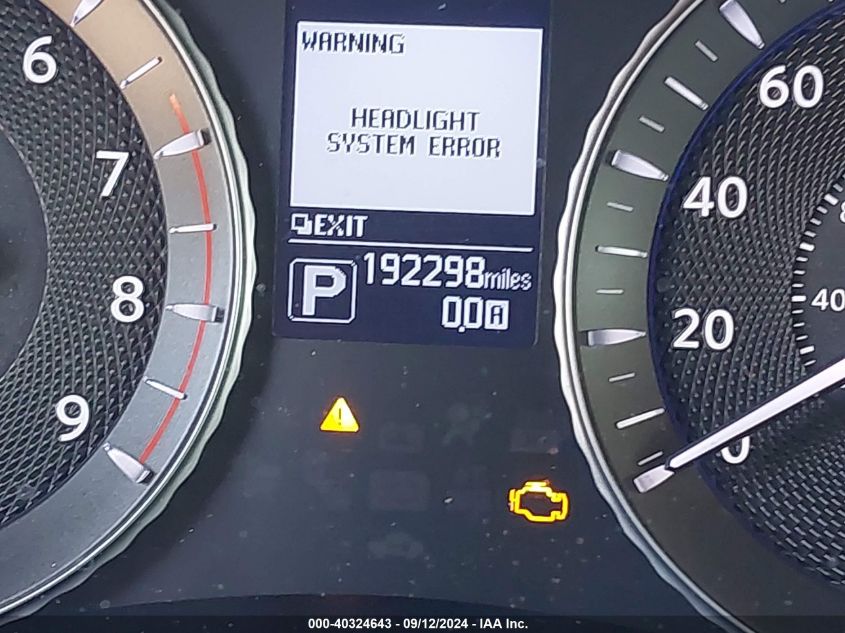 6
7
8
9
WARNING
HEADLIGHT
SYSTEM ERROR
EXIT
P
192298miles
0.0 A
60
40
20
0
40
000-40324643 - 09/12/2024 - IAA Inc.